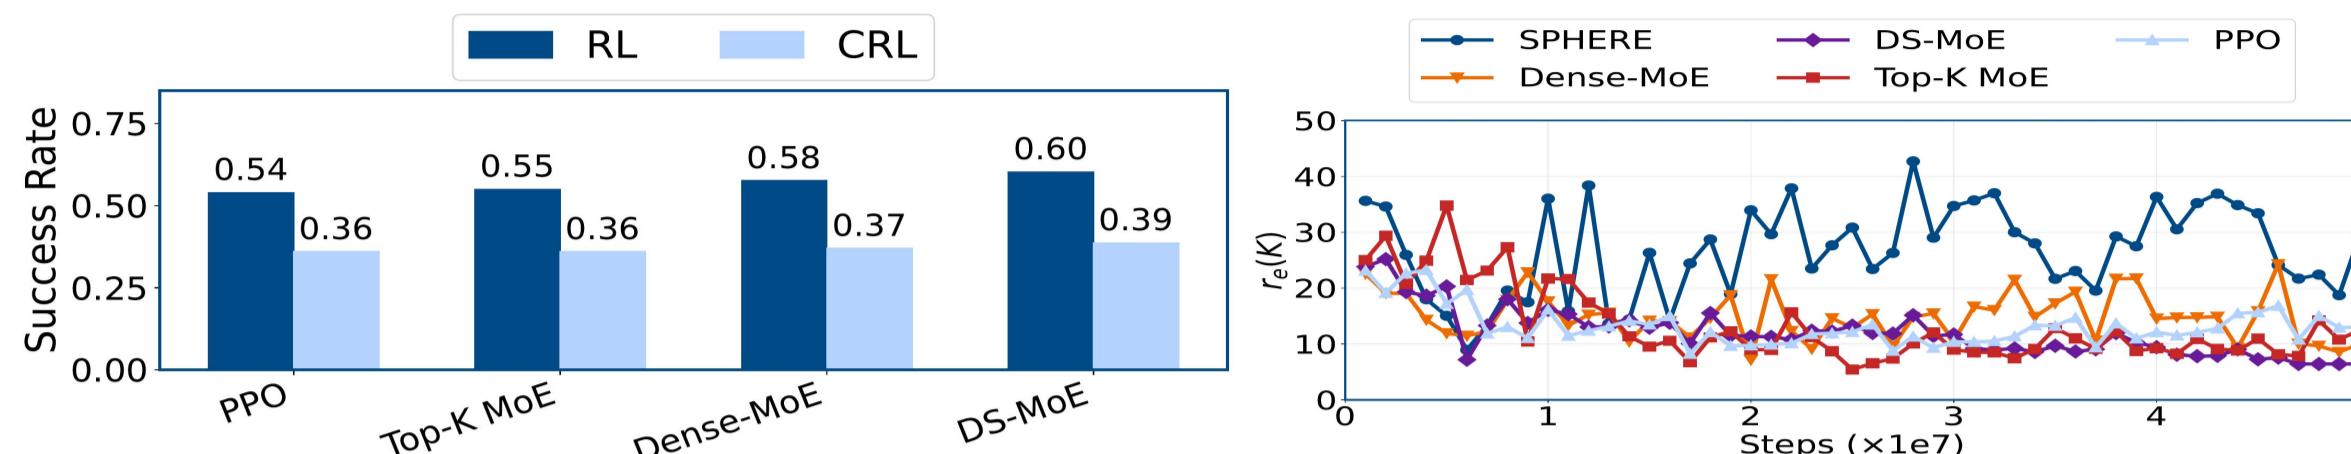 RL CRL
Success Rate
0.75
0.50
0.25
0.00
0.54
0.36
0.55
0.36
0.58
0.37
0.60
0.39
PPO
Top-K MoE
Dense-MoE
DS-MoE
SPHERE DS-MoE PPO
Dense-MoE Top-K MoE
r_e(K)
50
40
30
20
10
0
0 1 2 3 4
Steps (×1e7)